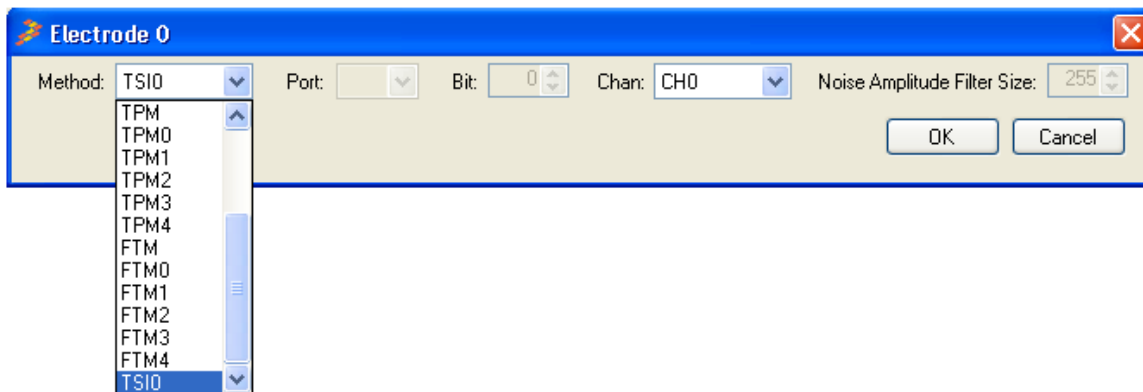 Electrode 0
Method: TSI0 Port: Bit: 0 Chan: CH0 Noise Amplitude Filter Size: 255
TPM
TPM0
TPM1
TPM2
TPM3
TPM4
FTM
FTM0
FTM1
FTM2
FTM3
FTM4
TSI0
OK Cancel